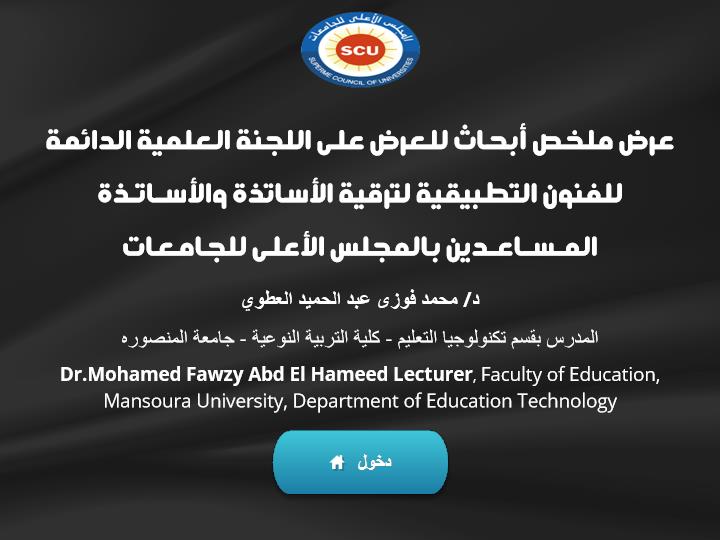 المجلس الأعلى للجامعات
SCU
SUPERME COUNCIL OF UNIVERSITIES
عرض ملخص أبحاث للعرض على اللجنة العلمية الدائمة
للفنون التطبيقية لترقية الأساتذة والأساتذة
المساعدين بالمجلس الأعلى للجامعات
د/ محمد فوزى عبد الحميد العطوي
المدرس بقسم تكنولوجيا التعليم - كلية التربية النوعية - جامعة المنصوره
Dr.Mohamed Fawzy Abd El Hameed Lecturer, Faculty of Education,
Mansoura University, Department of Education Technology
دخول